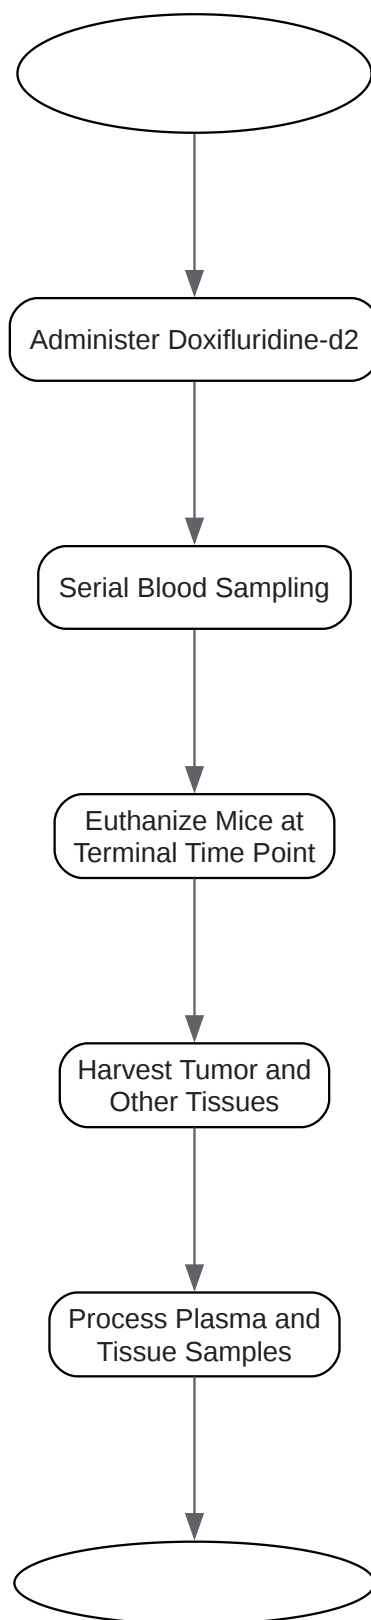 Administer Doxifluridine-d2
Serial Blood Sampling
Euthanize Mice at
Terminal Time Point
Harvest Tumor and
Other Tissues
Process Plasma and
Tissue Samples